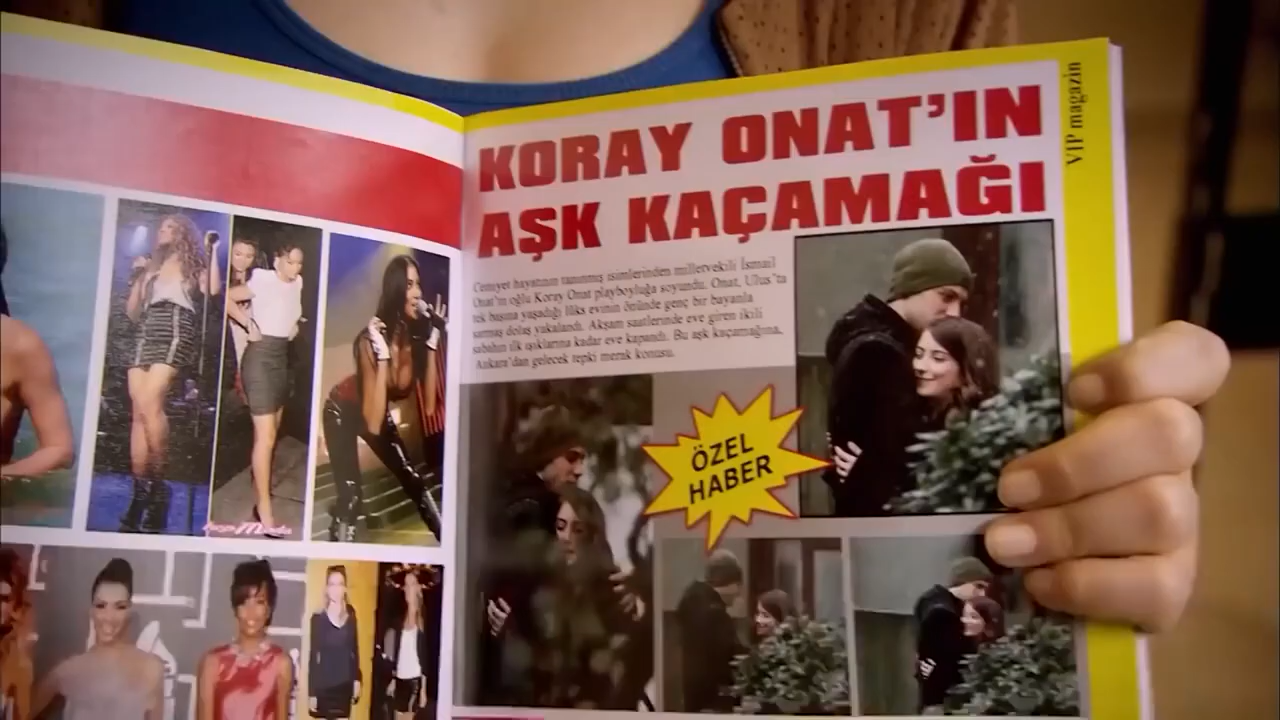 KORAY ONAT'IN
AŞK KAÇAMAĞI
VIP magazin
Cemiyet hayatının tanınmış isimlerinden milletvekili İsmail
Onat'ın oğlu Koray Onat playboyluğa soyundu. Onat, Ulus'ta
tek başına yaşadığı lüks evinin önünde genç bir bayanla
sarmaş dolaş yakalandı. Akşam saatlerinde eve giren ikili
sabahın ilk ışıklarına kadar eve kapandı. Bu aşk kaçamağına,
Ankara'dan gelecek tepki merak konusu.
ÖZEL
HABER